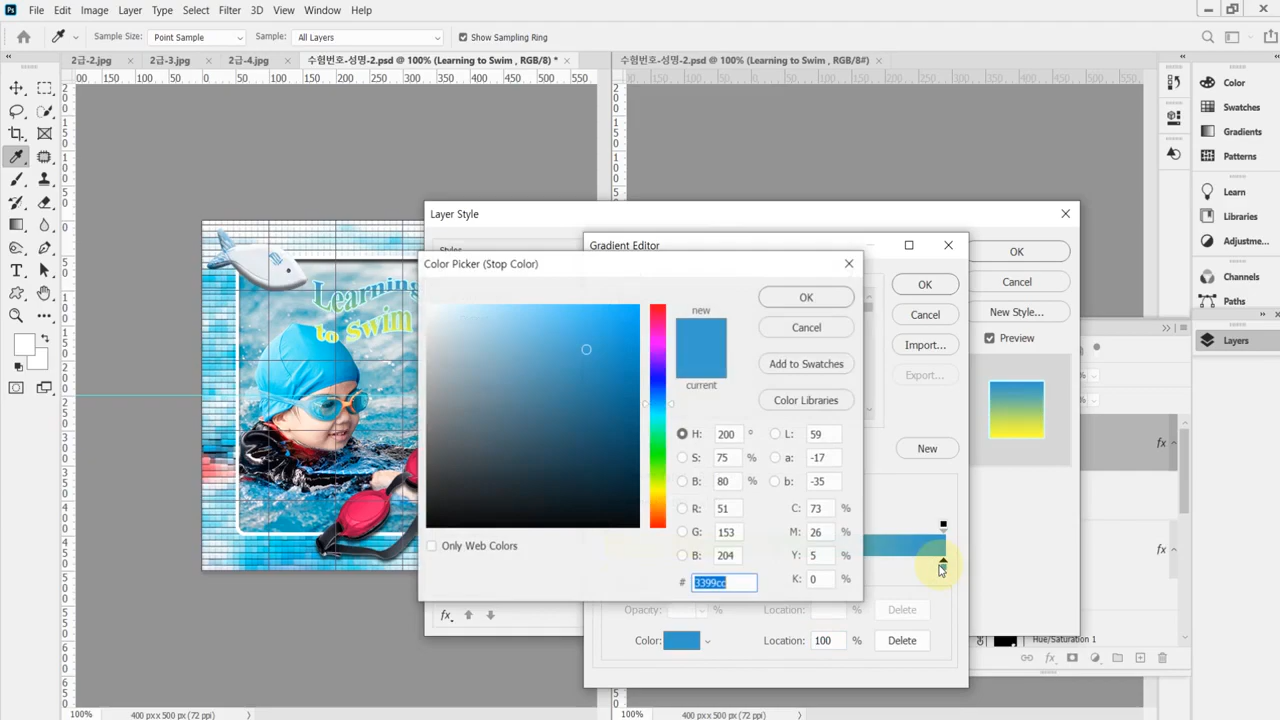 Ps File Edit Image Layer Type Select Filter 3D View Window Help
Sample Size: Point Sample Sample: All Layers Show Sampling Ring
2급-2.jpg × 2급-3.jpg × 2급-4.jpg × 수험번호-성명-2.psd @ 100% (Learning to Swim , RGB/8) * × 수험번호-성명-2.psd @ 100% (Learning to Swim , RGB/8#) ×
Color
Swatches
Gradients
Patterns
Learn
Libraries
Adjustme...
Channels
Paths
Layers
Learning
to Swim
Layer Style
Styles
OK
Cancel
New Style...
Preview
Gradient Editor
OK
Cancel
Import...
Export...
New
Opacity: % Location: % Delete
Color: Location: 100 % Delete
Color Picker (Stop Color)
new
current
OK
Cancel
Add to Swatches
Color Libraries
H: 200 ° L: 59
S: 75 % a: -17
B: 80 % b: -35
R: 51 C: 73 %
G: 153 M: 26 %
B: 204 Y: 5 %
# 3399cc K: 0 %
Only Web Colors
fx
fx
fx
Hue/Saturation 1
100% 400 px x 500 px (72 ppi)
100% 400 px x 500 px (72 ppi)